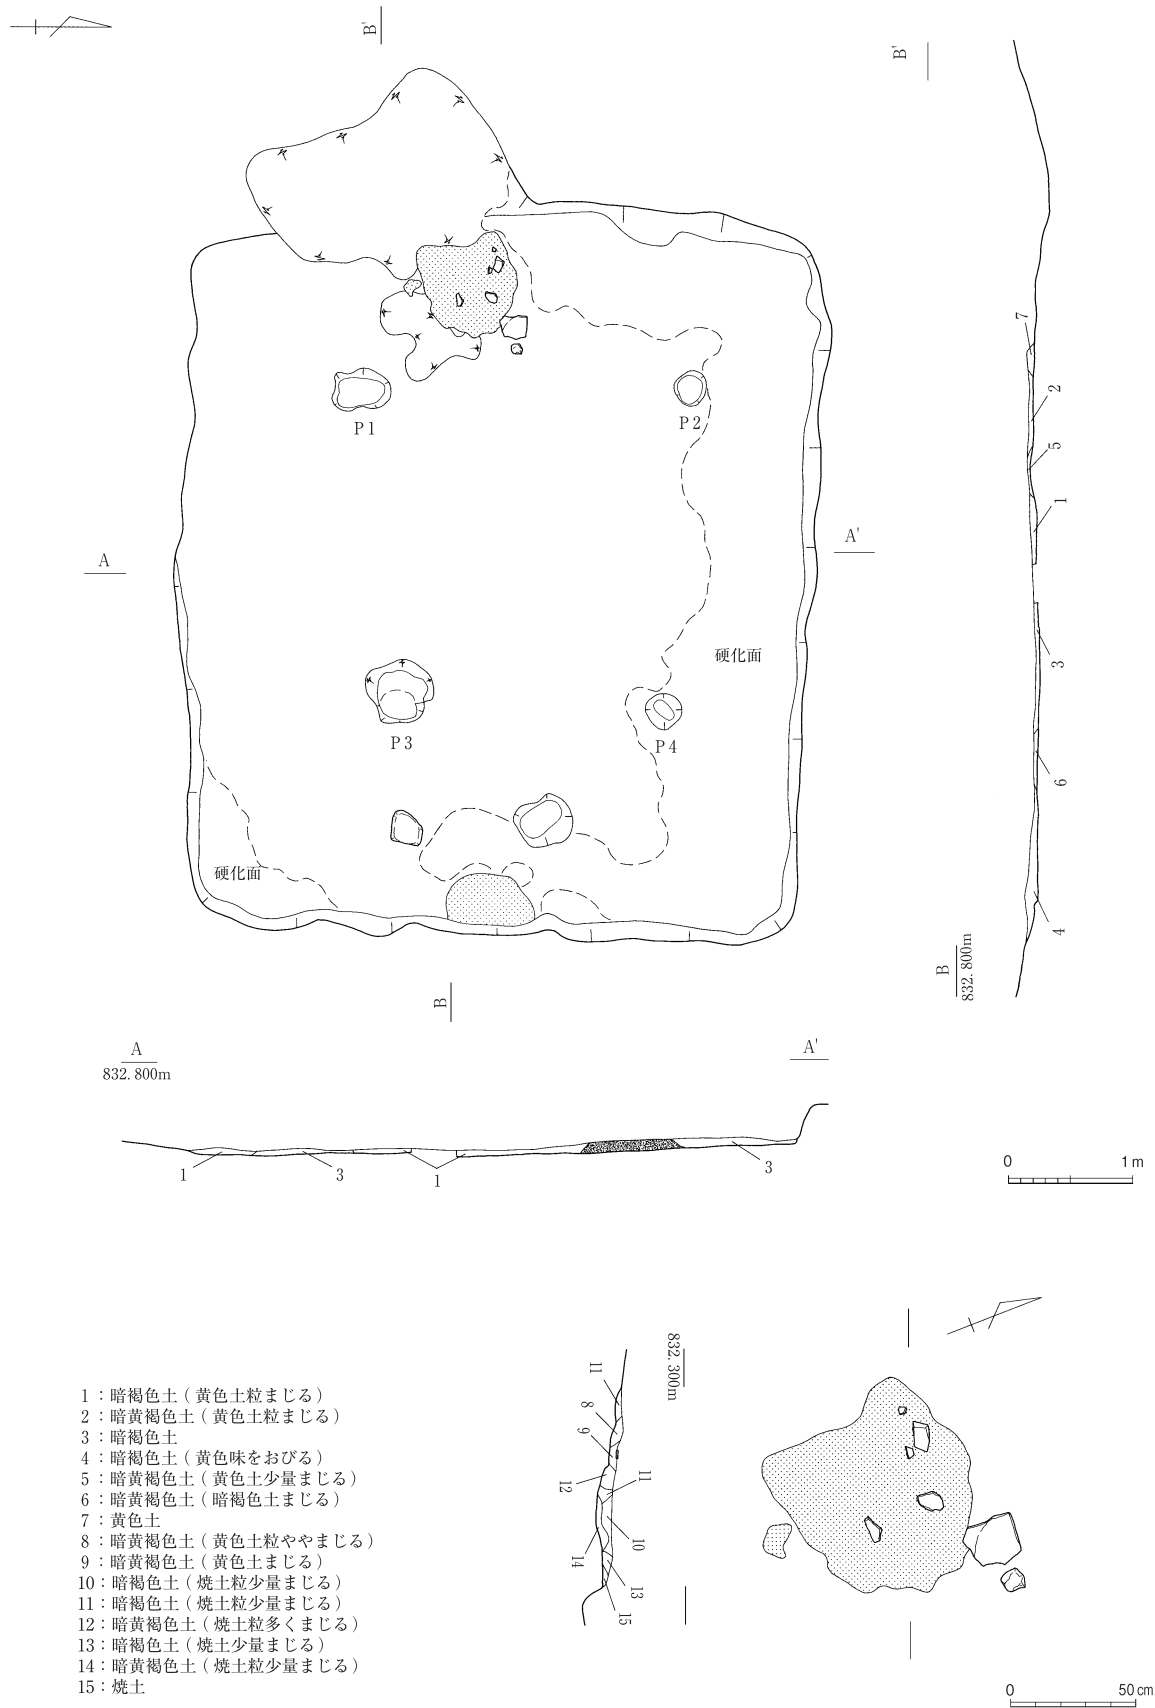 B'
B'
P1
P2
A
A'
硬化面
P3
P4
硬化面
B
7
2
5
1
3
6
4
B
832.800m
A
832.800m
A'
1
3
1
3
0 1m
832.300m
11
8
9
12
11
10
14
13
15
1：暗褐色土（黄色土粒まじる）
2：暗黄褐色土（黄色土粒まじる）
3：暗褐色土
4：暗褐色土（黄色味をおびる）
5：暗黄褐色土（黄色土少量まじる）
6：暗黄褐色土（暗褐色土まじる）
7：黄色土
8：暗黄褐色土（黄色土粒ややまじる）
9：暗黄褐色土（黄色土まじる）
10：暗褐色土（焼土粒少量まじる）
11：暗褐色土（焼土粒少量まじる）
12：暗黄褐色土（焼土粒多くまじる）
13：暗褐色土（焼土少量まじる）
14：暗黄褐色土（焼土粒少量まじる）
15：焼土
0 50cm